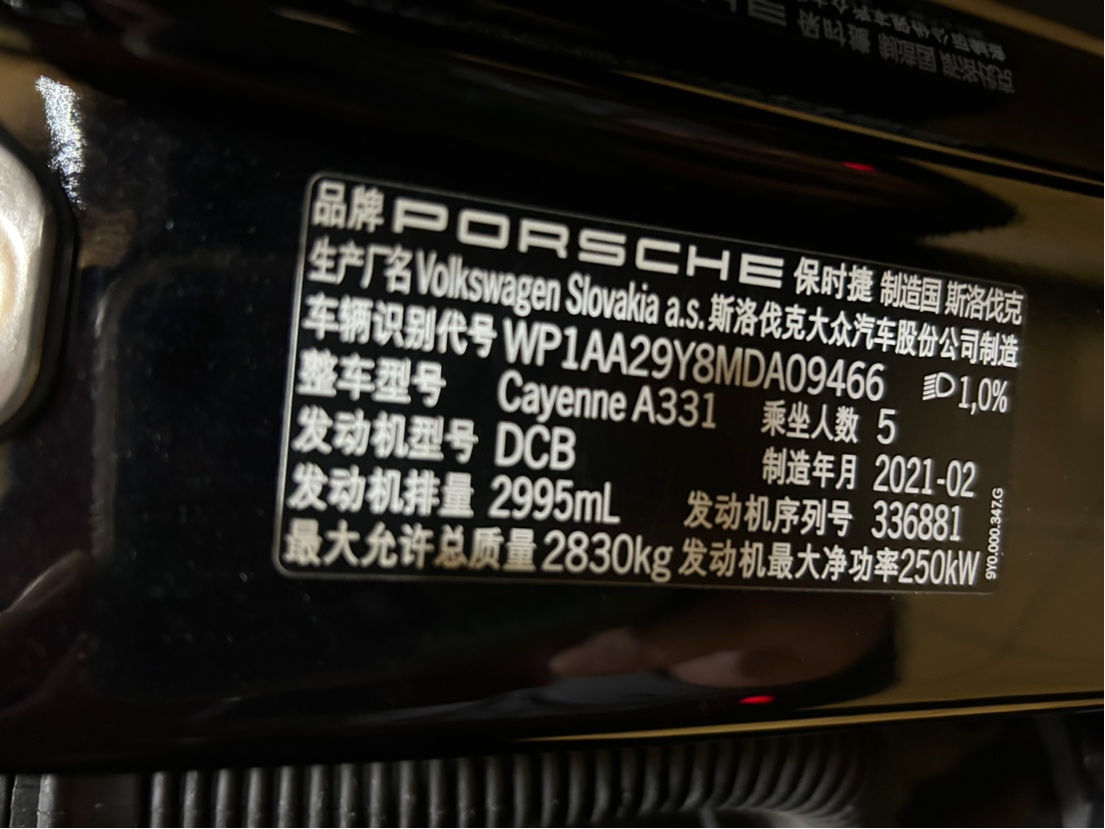 品牌 PORSCHE 保时捷 制造国 斯洛伐克
生产厂名 Volkswagen Slovakia a.s. 斯洛伐克大众汽车股份公司制造
车辆识别代号 WP1AA29Y8MDA09466 1,0%
整车型号 Cayenne A331 乘坐人数 5
发动机型号 DCB 制造年月 2021-02
发动机排量 2995mL 发动机序列号 336881
最大允许总质量 2830kg 发动机最大净功率 250kW
9Y0.000.347.G